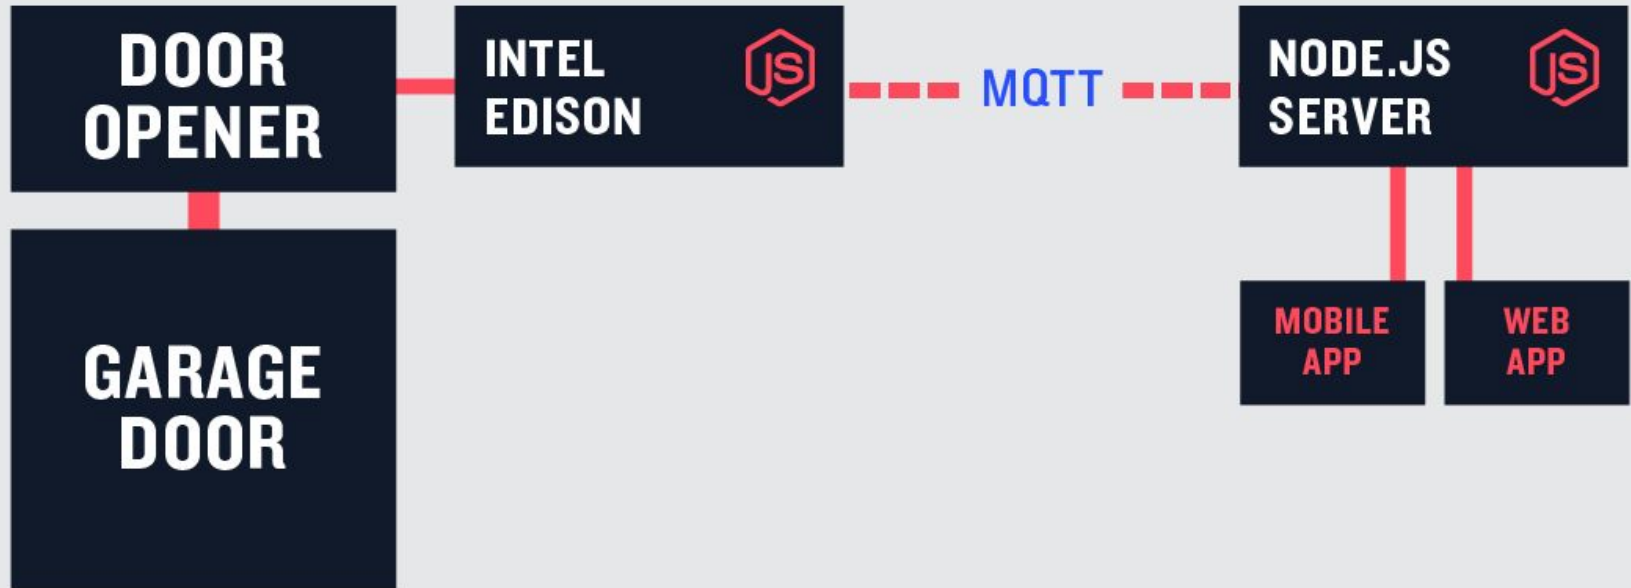 DOOR
OPENER
INTEL
EDISON
JS
MQTT
NODE.JS
SERVER
JS
GARAGE
DOOR
MOBILE
APP
WEB
APP